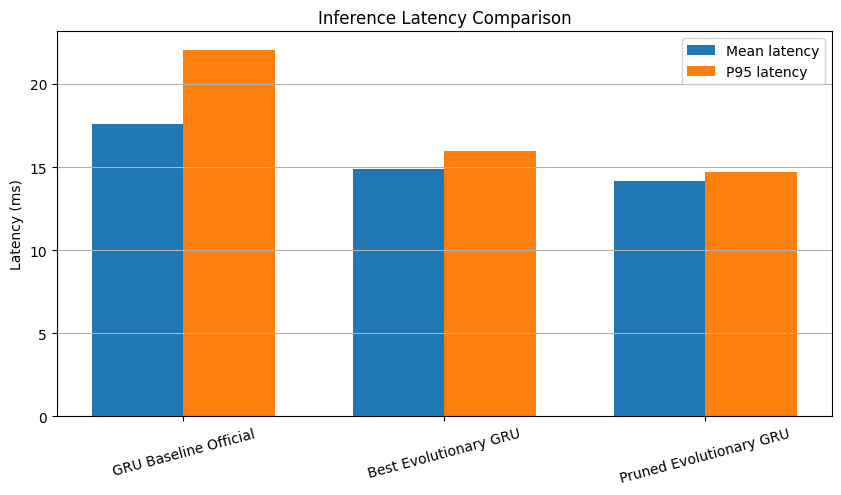 Inference Latency Comparison
Mean latency
P95 latency
Latency (ms)
20
15
10
5
0
GRU Baseline Official
Best Evolutionary GRU
Pruned Evolutionary GRU